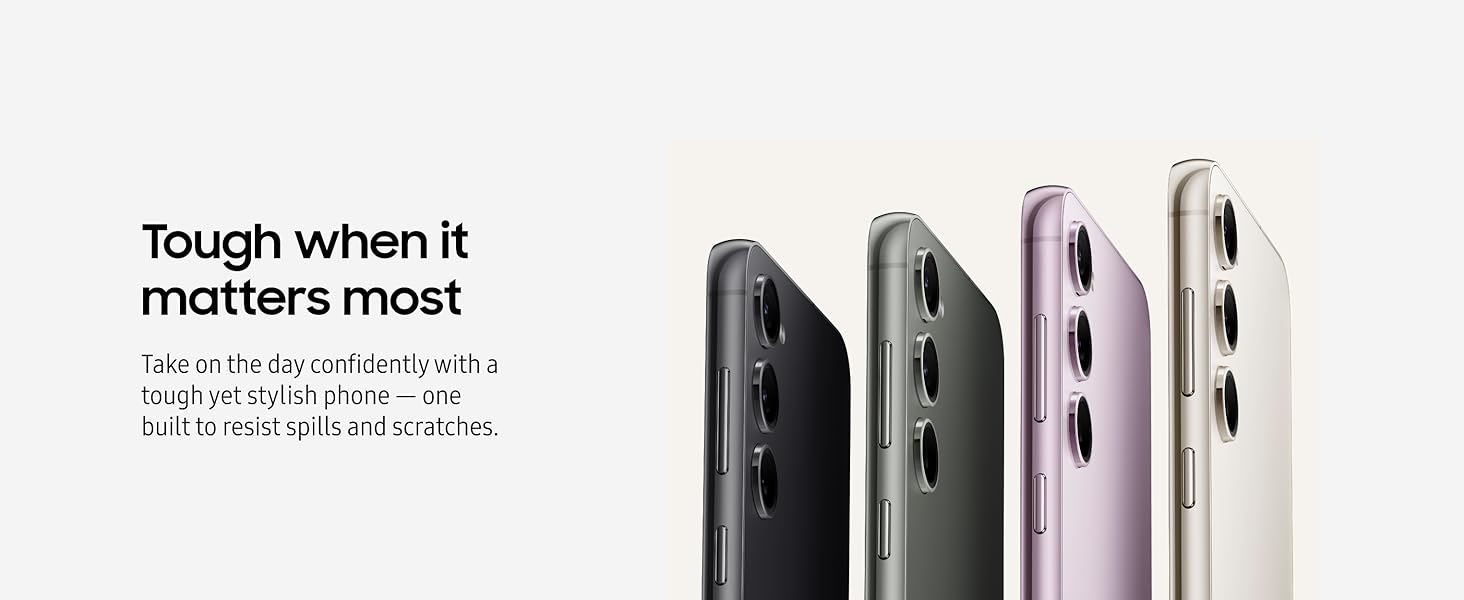 Tough when it
matters most
Take on the day confidently with a
tough yet stylish phone — one
built to resist spills and scratches.